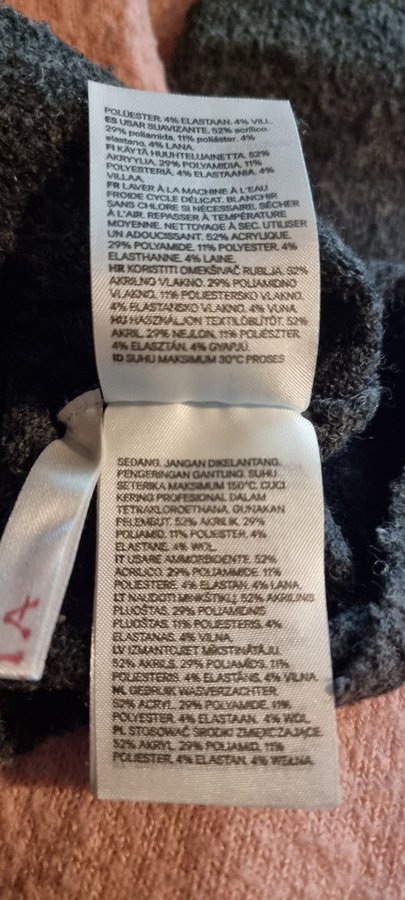 POLÜESTER, 4% ELASTAAN, 4% VILL.
ES USAR SUAVIZANTE, 52% acrílico,
29% poliamida, 11% poliéster, 4%
elastano, 4% LANA.
FI KÄYTÄ HUUHTELUAINETTA, 52%
AKRYYLIA, 29% POLYAMIDIA, 11%
POLYESTERIÄ, 4% ELASTAANIA, 4%
VILLAA.
FR LAVER À LA MACHINE À L'EAU
FROIDE CYCLE DÉLICAT. BLANCHIR
SANS CHLORE SI NÉCESSAIRE. SÉCHER
À L'AIR. REPASSER À TEMPÉRATURE
MOYENNE. NETTOYAGE À SEC. UTILISER
UN ADOUCISSANT. 52% ACRYLIQUE,
29% POLYAMIDE, 11% POLYESTER, 4%
ELASTHANNE, 4% LAINE.
HR KORISTITI OMEKŠIVAČ RUBLJA, 52%
AKRILNO VLAKNO, 29% POLIAMIDNO
VLAKNO, 11% POLIESTERSKO VLAKNO,
4% ELASTANSKO VLAKNO, 4% VUNA.
HU HASZNÁLJON TEXTILÖBLÍTŐT, 52%
AKRIL, 29% NEJLON, 11% POLIÉSZTER,
4% ELASZTÁN, 4% GYAPJÚ.
ID SUHU MAKSIMUM 30°C PROSES
SEDANG. JANGAN DIKELANTANG.
PENGERINGAN GANTUNG. SUHU
SETERIKA MAKSIMUM 150°C. CUCI
KERING PROFESIONAL DALAM
TETRAKLOROETHANA. GUNAKAN
PELEMBUT. 52% AKRILIK, 29%
POLIAMID, 11% POLIESTER, 4%
ELASTANE, 4% WOL.
IT USARE AMMORBIDENTE, 52%
ACRILICO, 29% POLIAMMIDE, 11%
POLIESTERE, 4% ELASTAN, 4% LANA.
LT NAUDOTI MINKŠTIKLĮ, 52% AKRILINIS
PLUOŠTAS, 29% POLIAMIDINIS
PLUOŠTAS, 11% POLIESTERIS, 4%
ELASTANAS, 4% VILNA.
LV IZMANTOJIET MĪKSTINĀTĀJU.
52% AKRILS, 29% POLIAMĪDS, 11%
POLIESTERIS, 4% ELASTĀNS, 4% VILNA.
NL GEBRUIK WASVERZACHTER.
52% ACRYL, 29% POLYAMIDE, 11%
POLYESTER, 4% ELASTAAN, 4% WOL.
PL STOSOWAĆ ŚRODKI ZMIĘKCZAJĄCE.
52% AKRYL, 29% POLIAMID, 11%
POLIESTER, 4% ELASTAN, 4% WEŁNA.